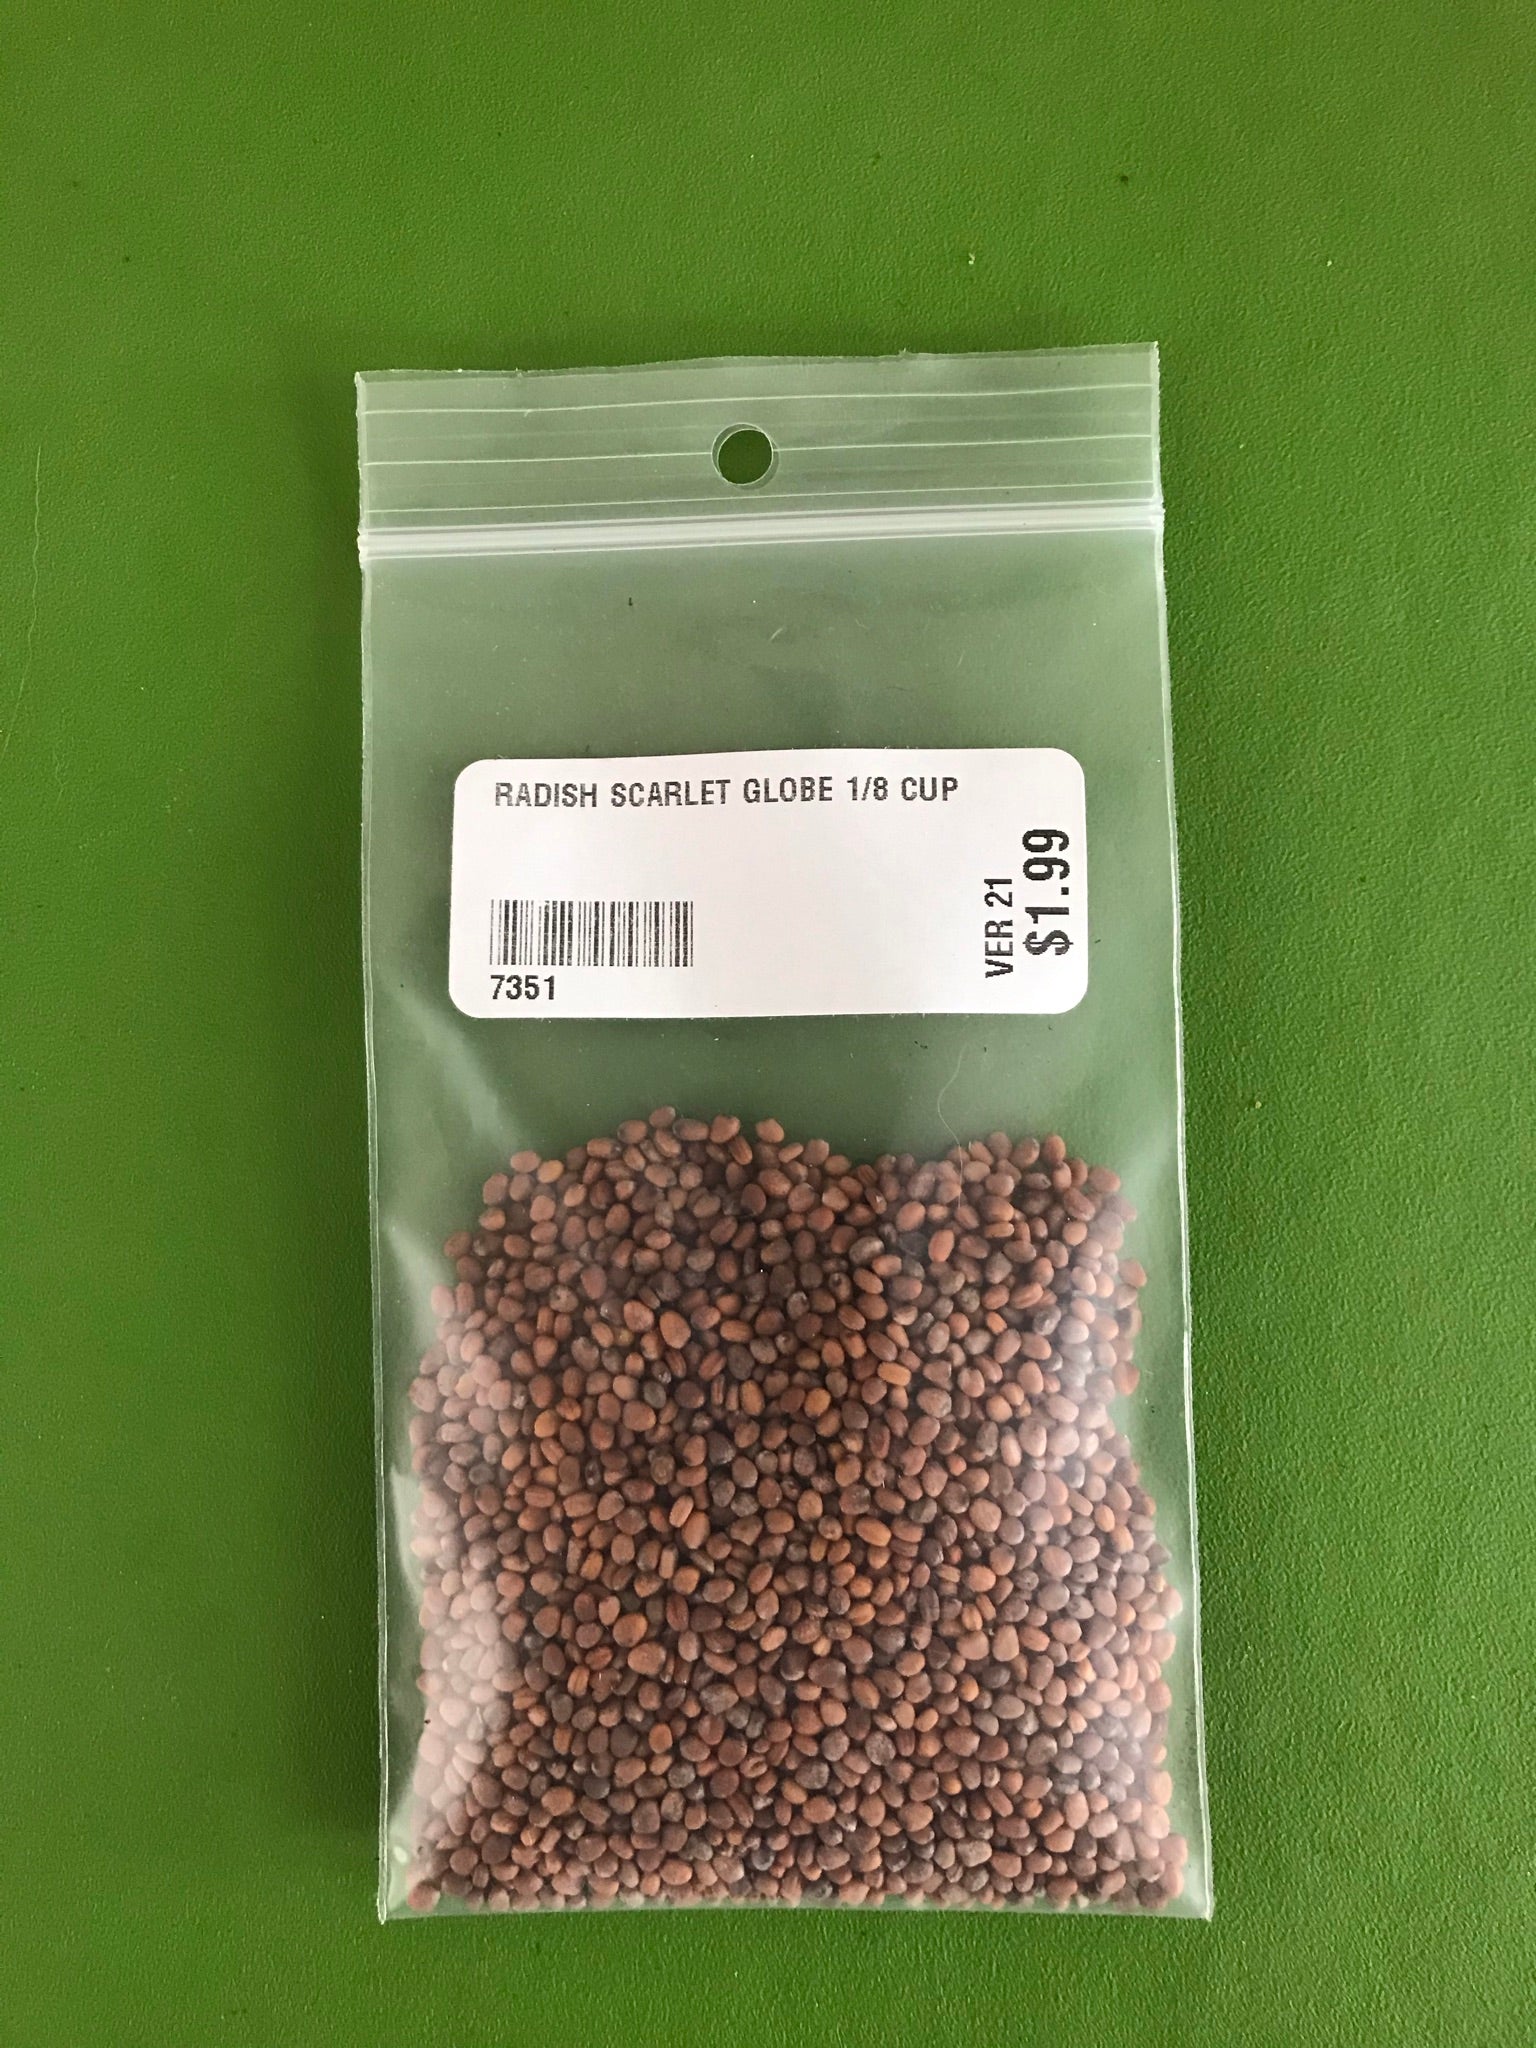 RADISH SCARLET GLOBE 1/8 CUP
7351
VER 21
$1.99